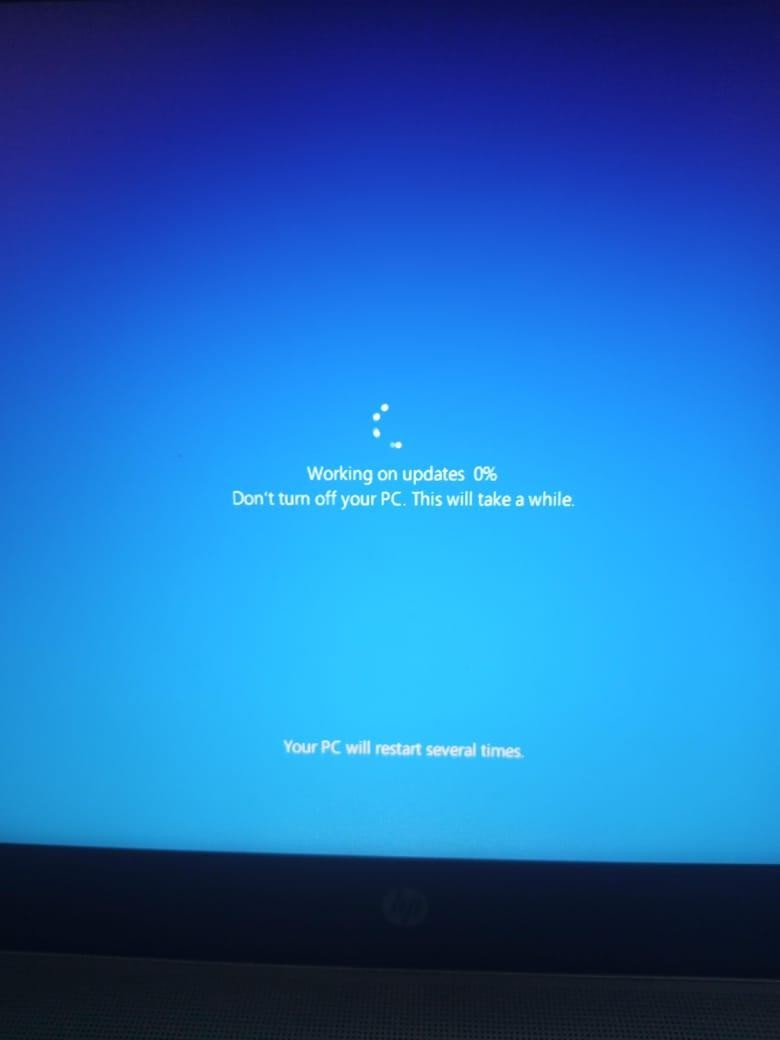 Working on updates 0%
Don't turn off your PC. This will take a while.
Your PC will restart several times.
hp